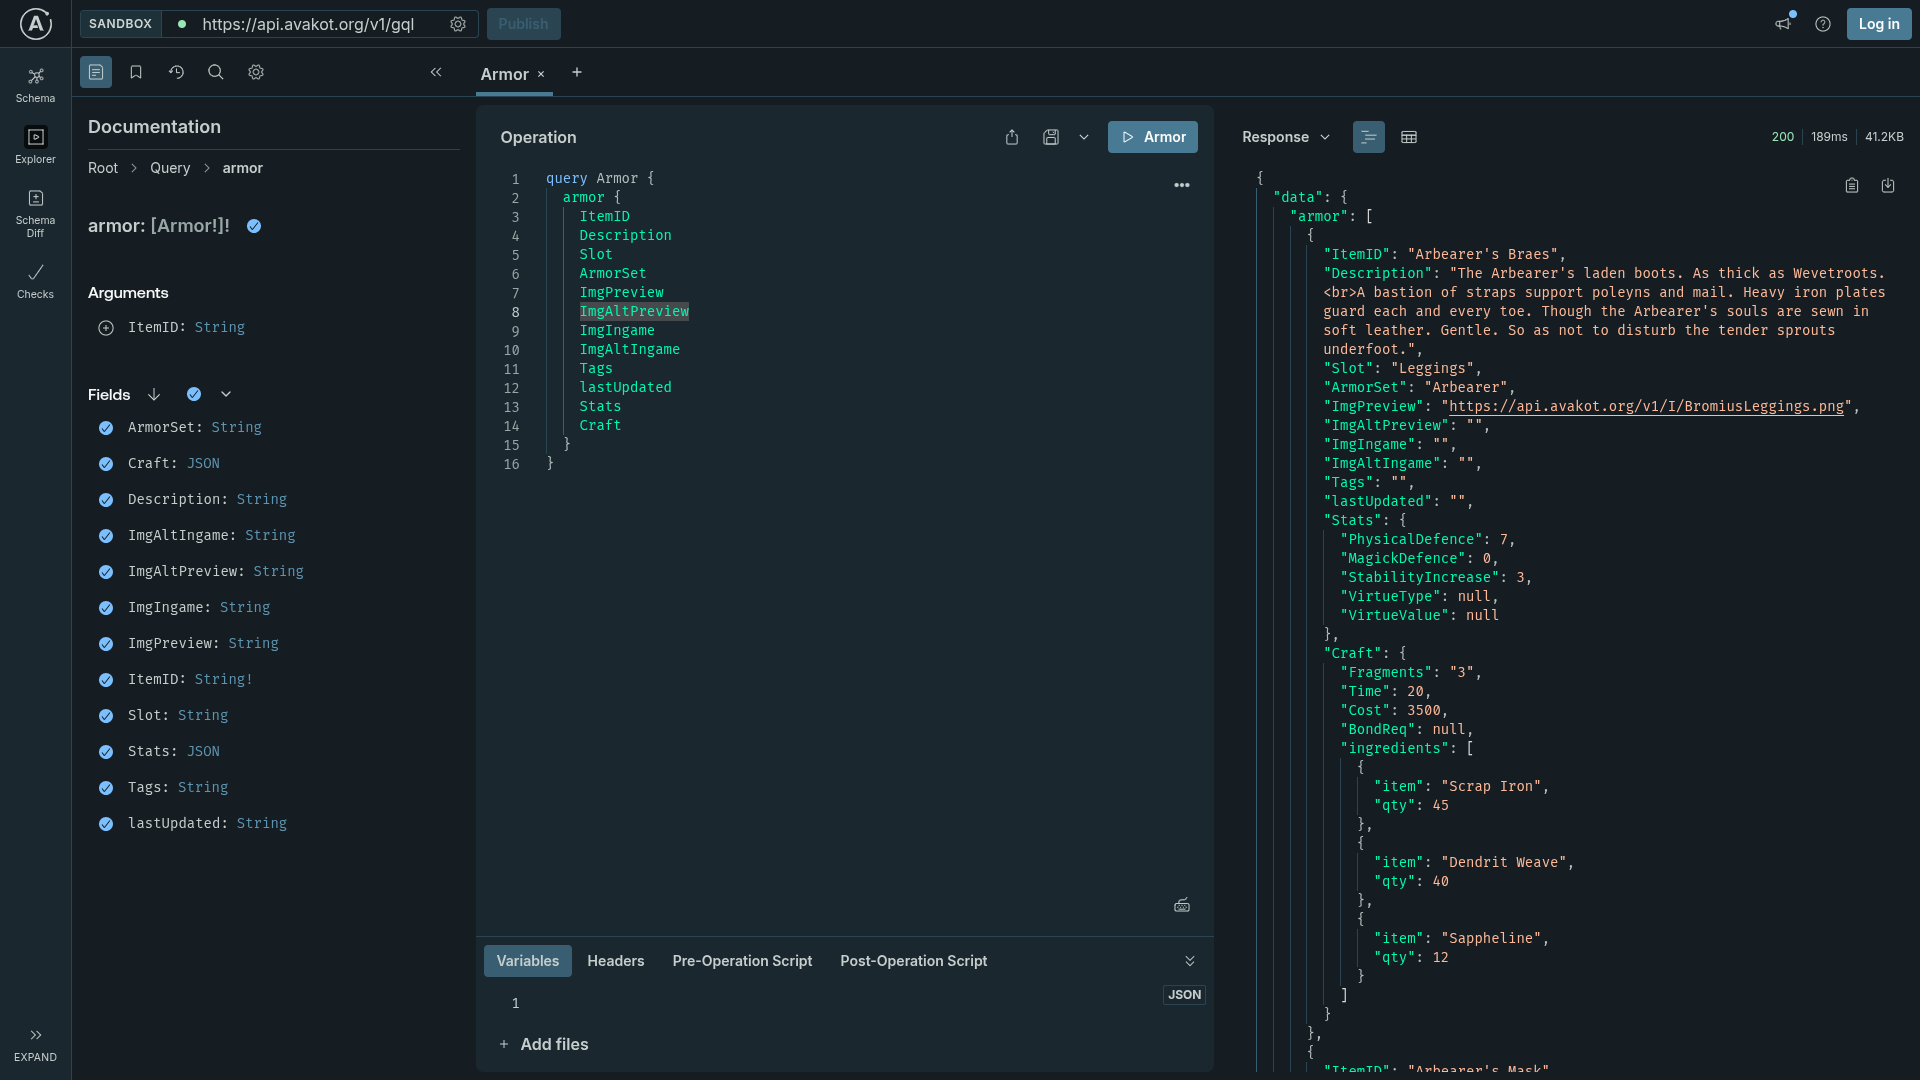 SANDBOX
https://api.avakot.org/v1/gql
Publish
Log in
Schema
Explorer
Schema
Diff
Checks
EXPAND
Documentation
Root > Query > armor
armor: [Armor!]!
Arguments
ItemID: String
Fields
ArmorSet: String
Craft: JSON
Description: String
ImgAltIngame: String
ImgAltPreview: String
ImgIngame: String
ImgPreview: String
ItemID: String!
Slot: String
Stats: JSON
Tags: String
lastUpdated: String
Armor ×
+
Operation
Armor
1 query Armor {
2 armor {
3 ItemID
4 Description
5 Slot
6 ArmorSet
7 ImgPreview
8 ImgAltPreview
9 ImgIngame
10 ImgAltIngame
11 Tags
12 lastUpdated
13 Stats
14 Craft
15 }
16 }
Variables Headers Pre-Operation Script Post-Operation Script
JSON
1
+ Add files
Response
200 189ms 41.2KB
{
"data": {
"armor": [
{
"ItemID": "Arbearer's Braes",
"Description": "The Arbearer's laden boots. As thick as Wevetroots.
<br>A bastion of straps support poleyns and mail. Heavy iron plates
guard each and every toe. Though the Arbearer's souls are sewn in
soft leather. Gentle. So as not to disturb the tender sprouts
underfoot.",
"Slot": "Leggings",
"ArmorSet": "Arbearer",
"ImgPreview": "https://api.avakot.org/v1/I/BromiusLeggings.png",
"ImgAltPreview": "",
"ImgIngame": "",
"ImgAltIngame": "",
"Tags": "",
"lastUpdated": "",
"Stats": {
"PhysicalDefence": 7,
"MagickDefence": 0,
"StabilityIncrease": 3,
"VirtueType": null,
"VirtueValue": null
},
"Craft": {
"Fragments": "3",
"Time": 20,
"Cost": 3500,
"BondReq": null,
"ingredients": [
{
"item": "Scrap Iron",
"qty": 45
},
{
"item": "Dendrit Weave",
"qty": 40
},
{
"item": "Sappheline",
"qty": 12
}
]
}
},
{
"ItemID": "Arbearer's Mask"